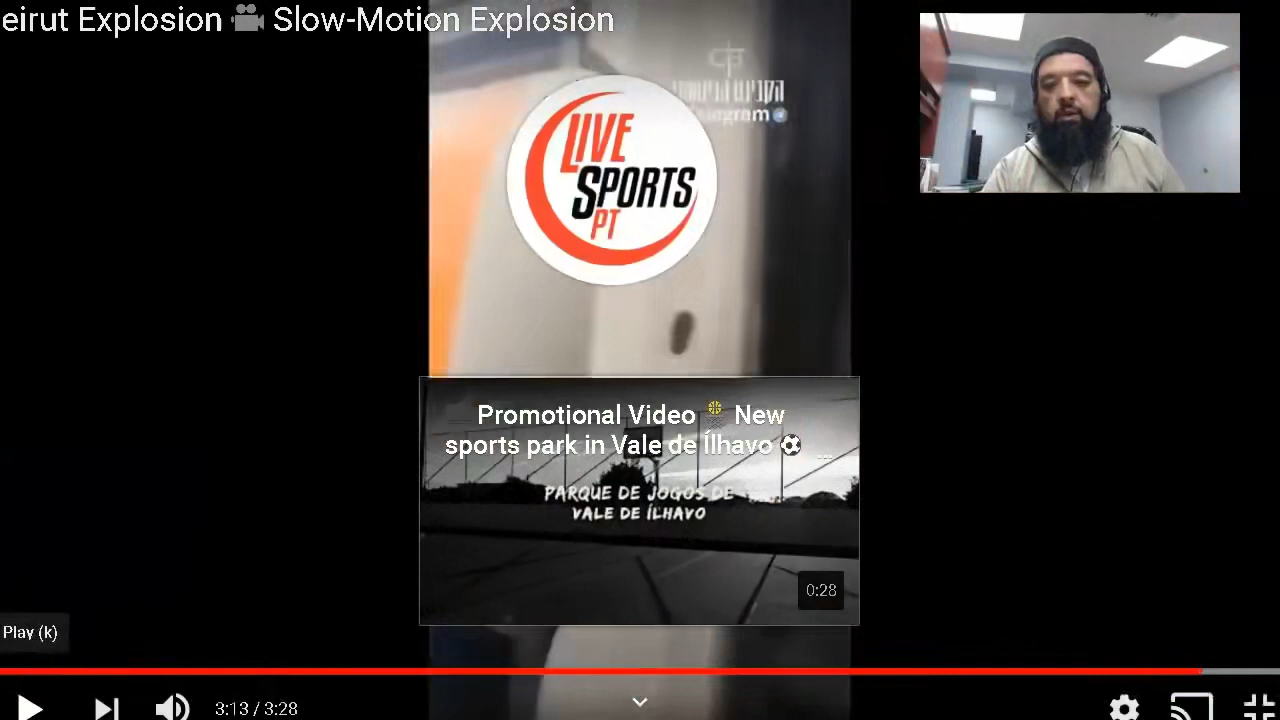 eirut Explosion 🎥 Slow-Motion Explosion
LIVE
SPORTS
PT
Promotional Video 🏀 New
sports park in Vale de Ílhavo ⚽ ...
PARQUE DE JOGOS DE
VALE DE ÍLHAVO
0:28
Play (k)
3:13 / 3:28